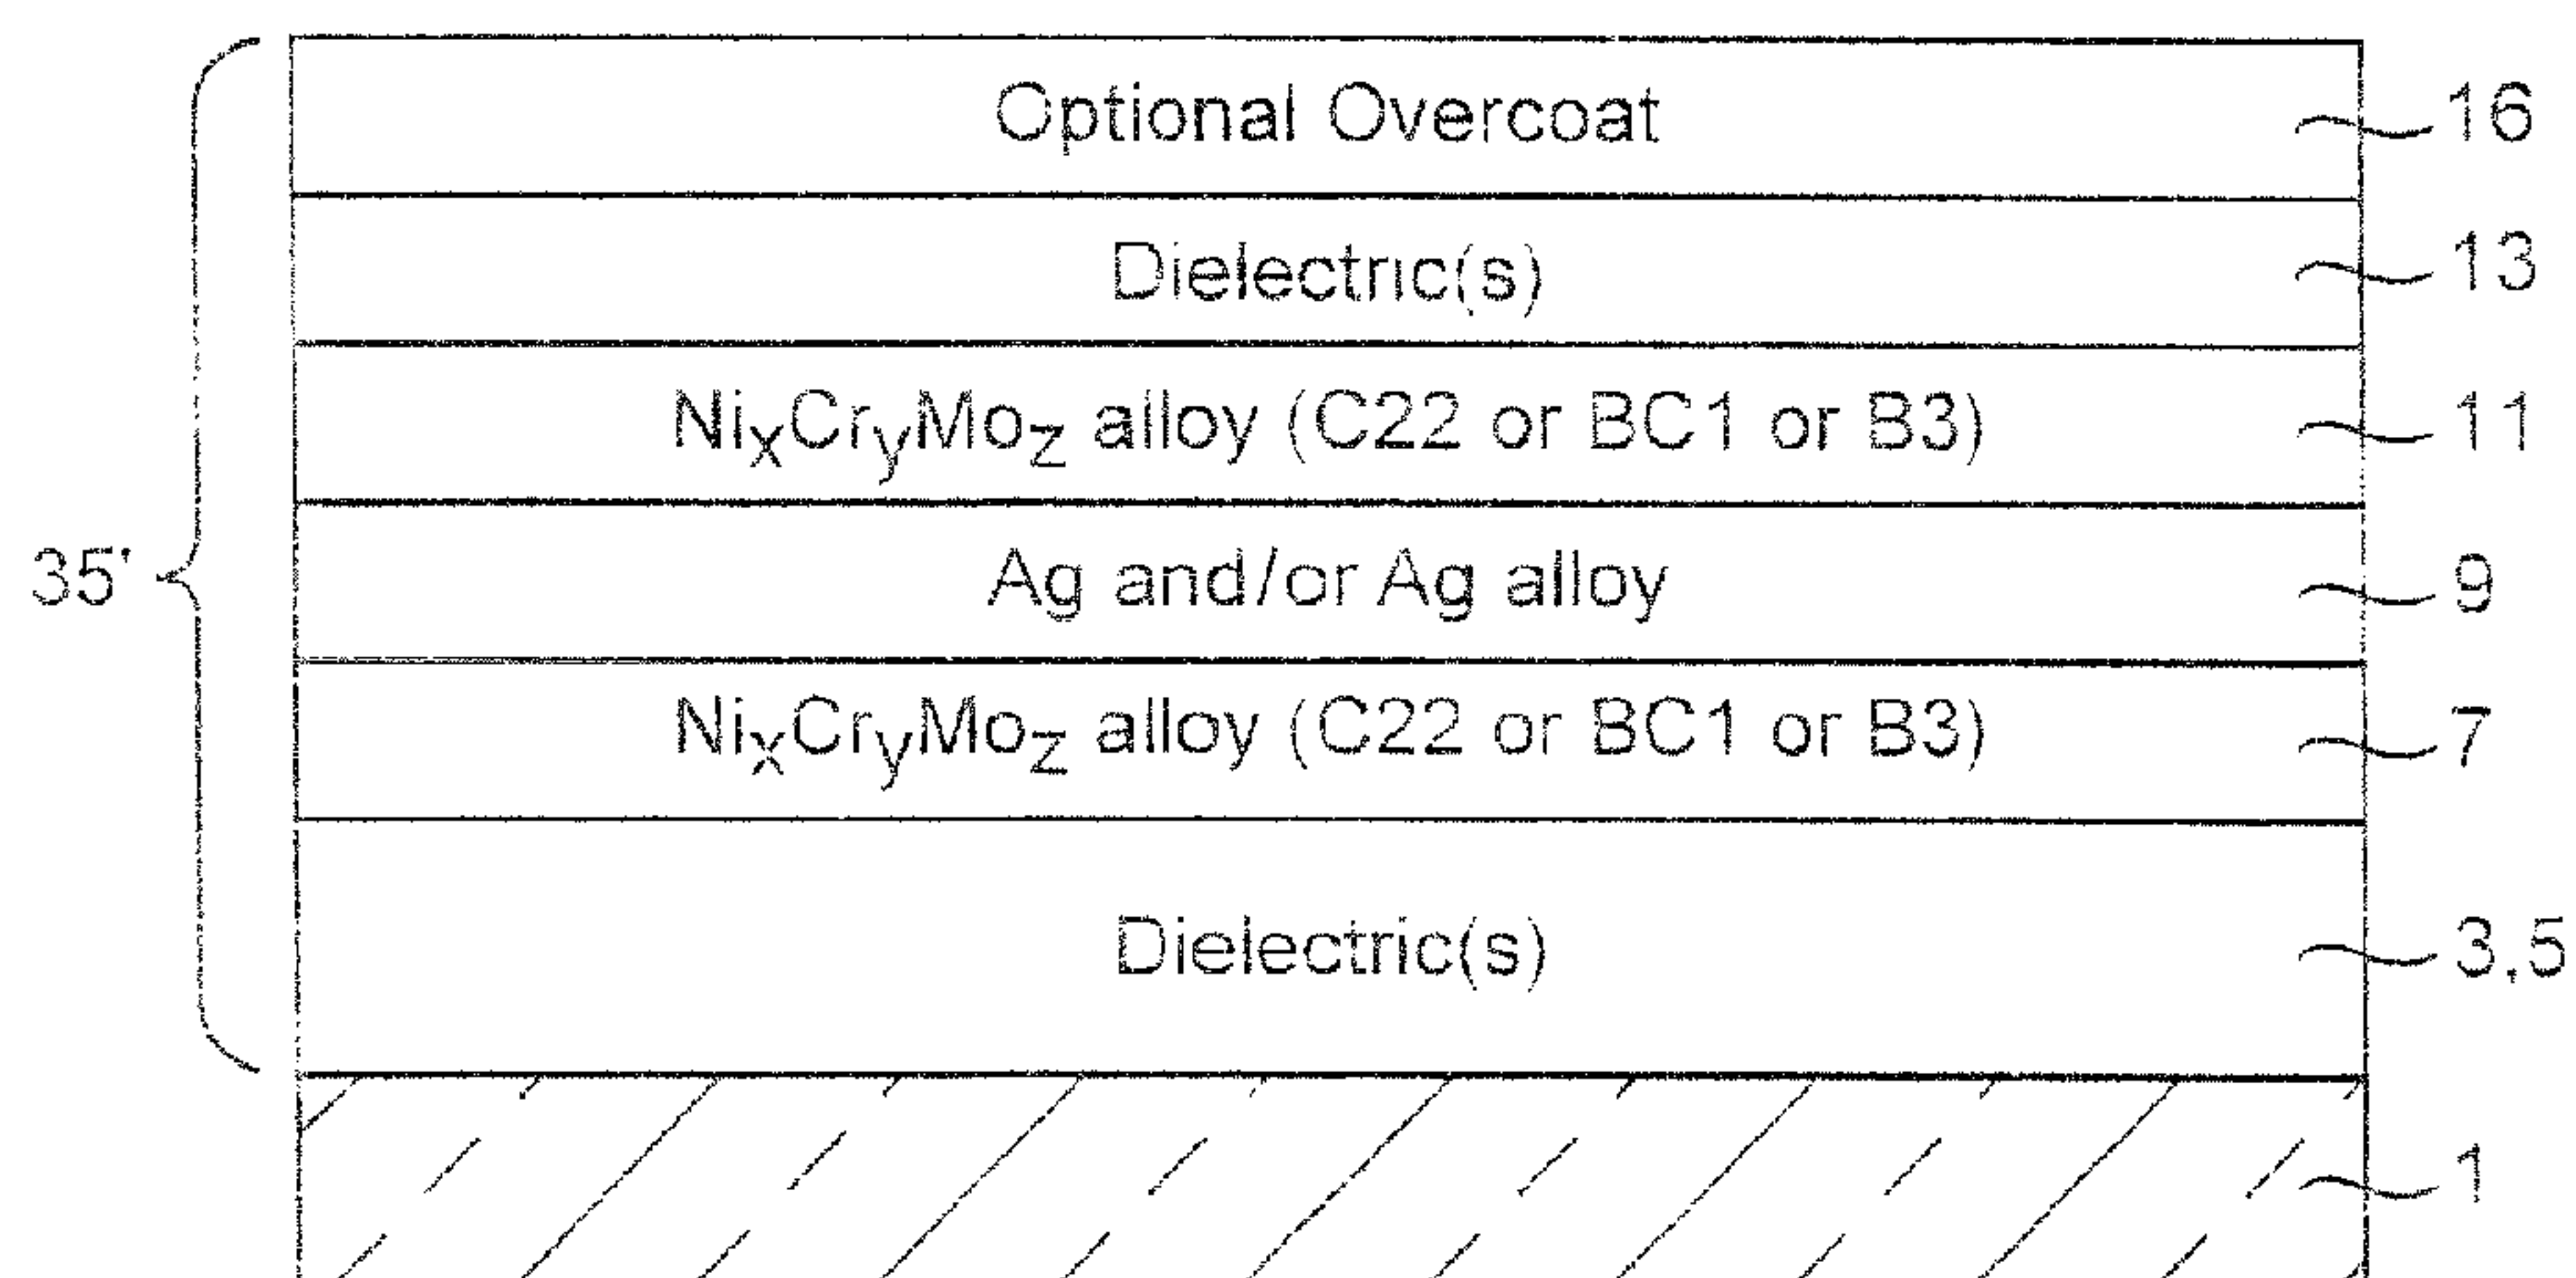 Optional Overcoat 16
Dielectric(s) 13
NixCryMoz alloy (C22 or BC1 or B3) 11
35' Ag and/or Ag alloy 9
NixCryMoz alloy (C22 or BC1 or B3) 7
Dielectric(s) 3,5
1